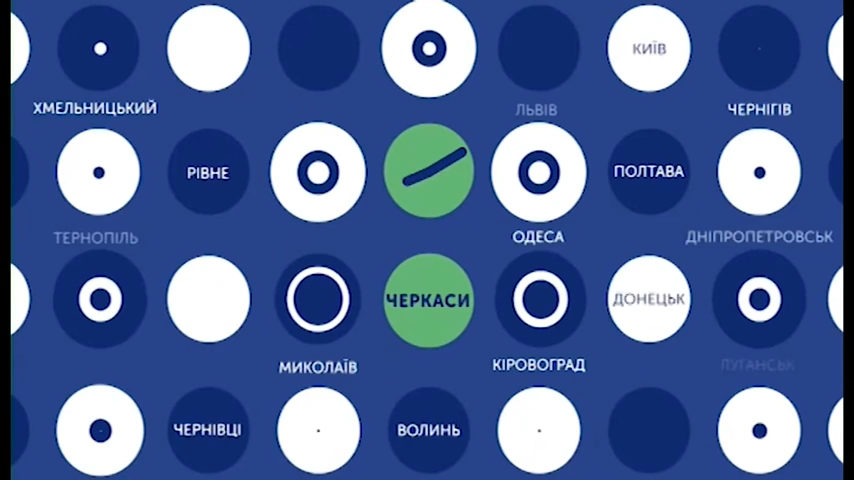 КИЇВ
ХМЕЛЬНИЦЬКИЙ
ЛЬВІВ
ЧЕРНІГІВ
РІВНЕ
ПОЛТАВА
ТЕРНОПІЛЬ
ОДЕСА
ДНІПРОПЕТРОВСЬК
ЧЕРКАСИ
ДОНЕЦЬК
МИКОЛАЇВ
КІРОВОГРАД
ЛУГАНСЬК
ЧЕРНІВЦІ
ВОЛИНЬ